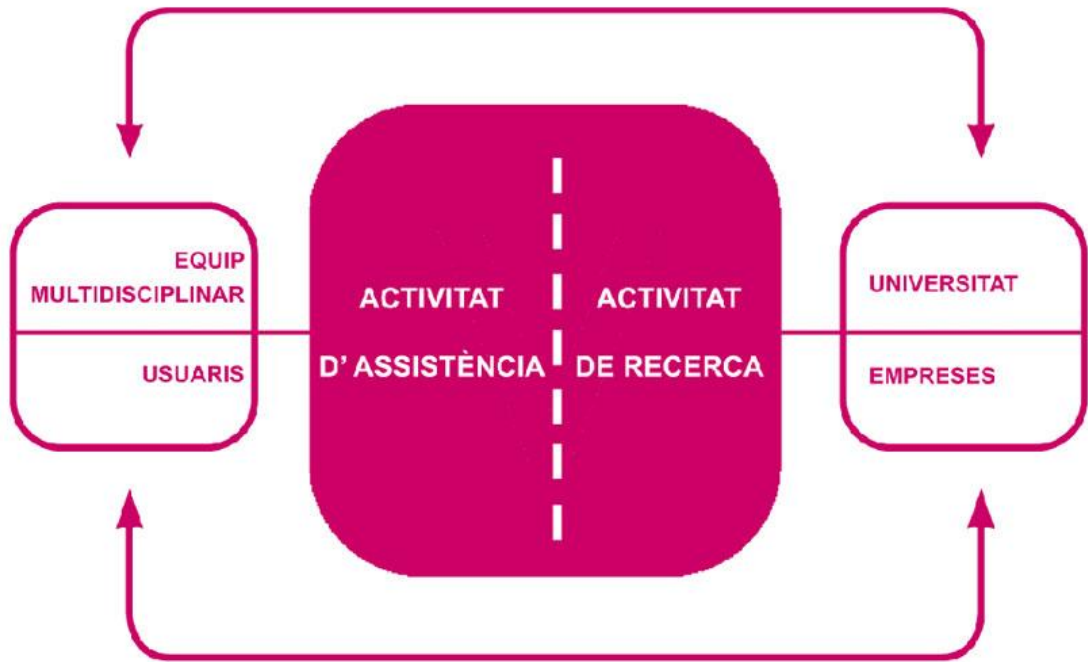 EQUIP
MULTIDISCIPLINAR
USUARIS
ACTIVITAT
D' ASSISTÈNCIA
ACTIVITAT
DE RECERCA
UNIVERSITAT
EMPRESES